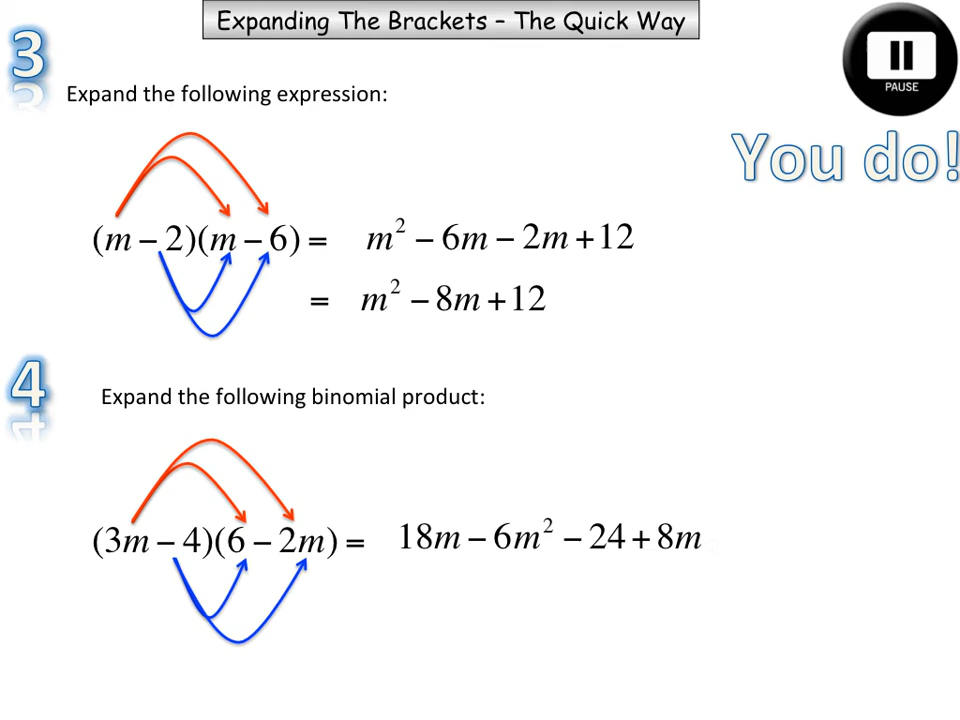 Expanding The Brackets – The Quick Way
PAUSE
3
Expand the following expression:
You do!
(m − 2)(m − 6) = m² − 6m − 2m + 12
= m² − 8m + 12
4
Expand the following binomial product:
(3m − 4)(6 − 2m) = 18m − 6m² − 24 + 8m